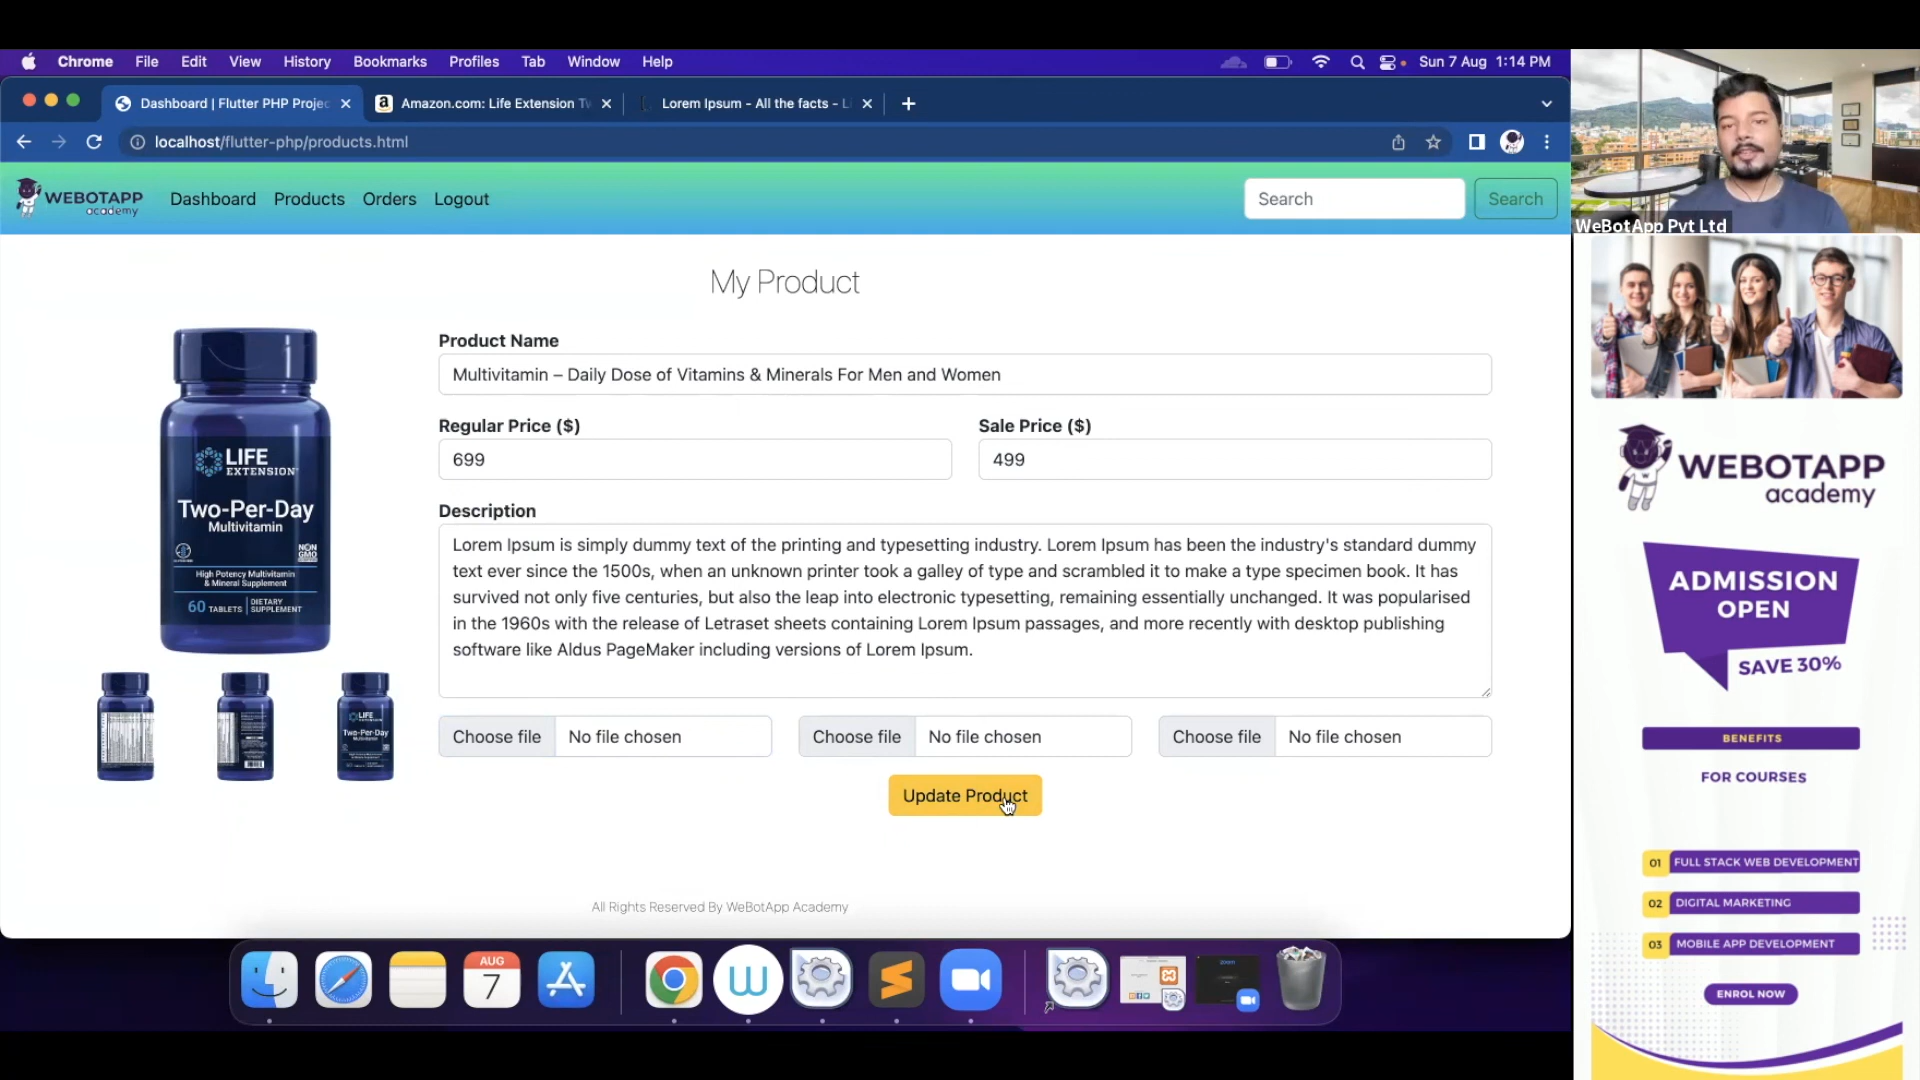 Chrome File Edit View History Bookmarks Profiles Tab Window Help
Sun 7 Aug 1:14 PM
Dashboard | Flutter PHP Projec
Amazon.com: Life Extension Tw
Lorem Ipsum - All the facts - Li
localhost/flutter-php/products.html
WEBOTAPP
academy
Dashboard Products Orders Logout
Search
Search
WeBotApp Pvt Ltd
My Product
LIFE
EXTENSION
Two-Per-Day
Multivitamin
NON
GMO
High Potency Multivitamin
& Mineral Supplement
60 TABLETS
DIETARY
SUPPLEMENT
LIFE
Two-Per-Day
Product Name
Multivitamin – Daily Dose of Vitamins & Minerals For Men and Women
Regular Price ($)
Sale Price ($)
699
499
Description
Lorem Ipsum is simply dummy text of the printing and typesetting industry. Lorem Ipsum has been the industry's standard dummy
text ever since the 1500s, when an unknown printer took a galley of type and scrambled it to make a type specimen book. It has
survived not only five centuries, but also the leap into electronic typesetting, remaining essentially unchanged. It was popularised
in the 1960s with the release of Letraset sheets containing Lorem Ipsum passages, and more recently with desktop publishing
software like Aldus PageMaker including versions of Lorem Ipsum.
Choose file No file chosen
Choose file No file chosen
Choose file No file chosen
Update Product
All Rights Reserved By WeBotApp Academy
AUG
7
zoom
WEBOTAPP
academy
ADMISSION
OPEN
SAVE 30%
BENEFITS
FOR COURSES
01 FULL STACK WEB DEVELOPMENT
02 DIGITAL MARKETING
03 MOBILE APP DEVELOPMENT
ENROL NOW